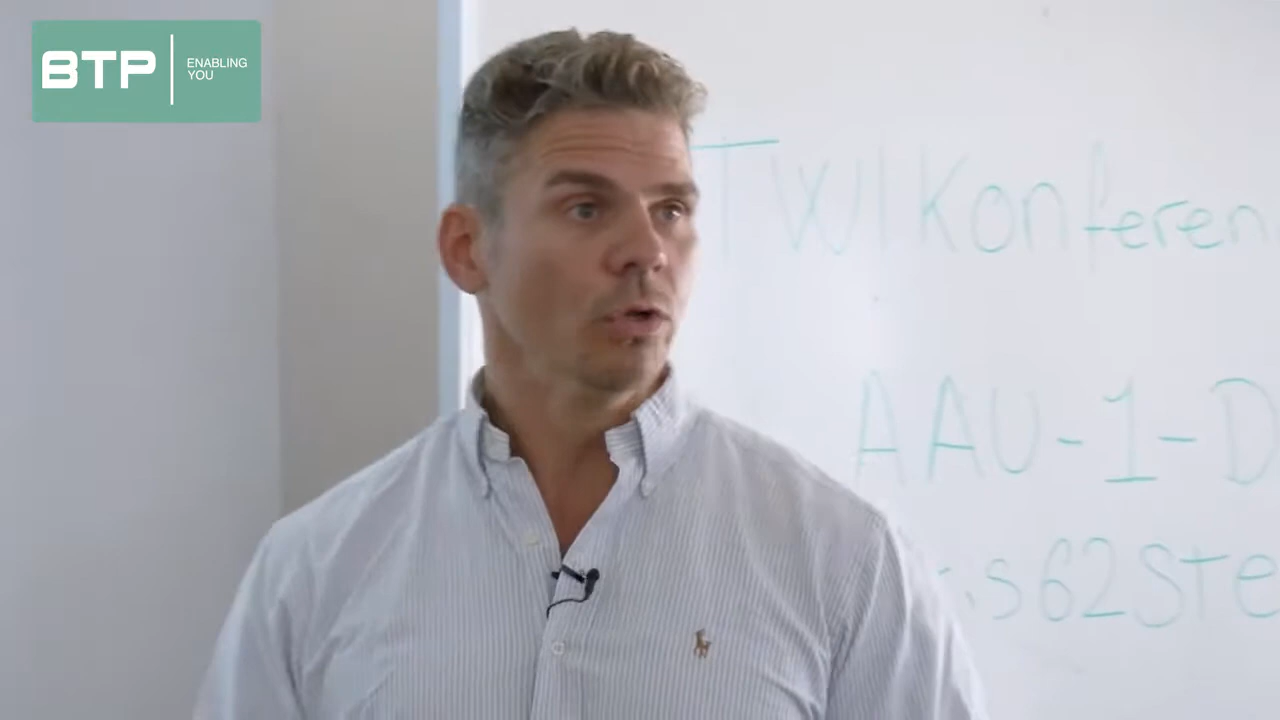 BTP
ENABLING
YOU
TWI Konferen
AAU-1-D
s62Ste